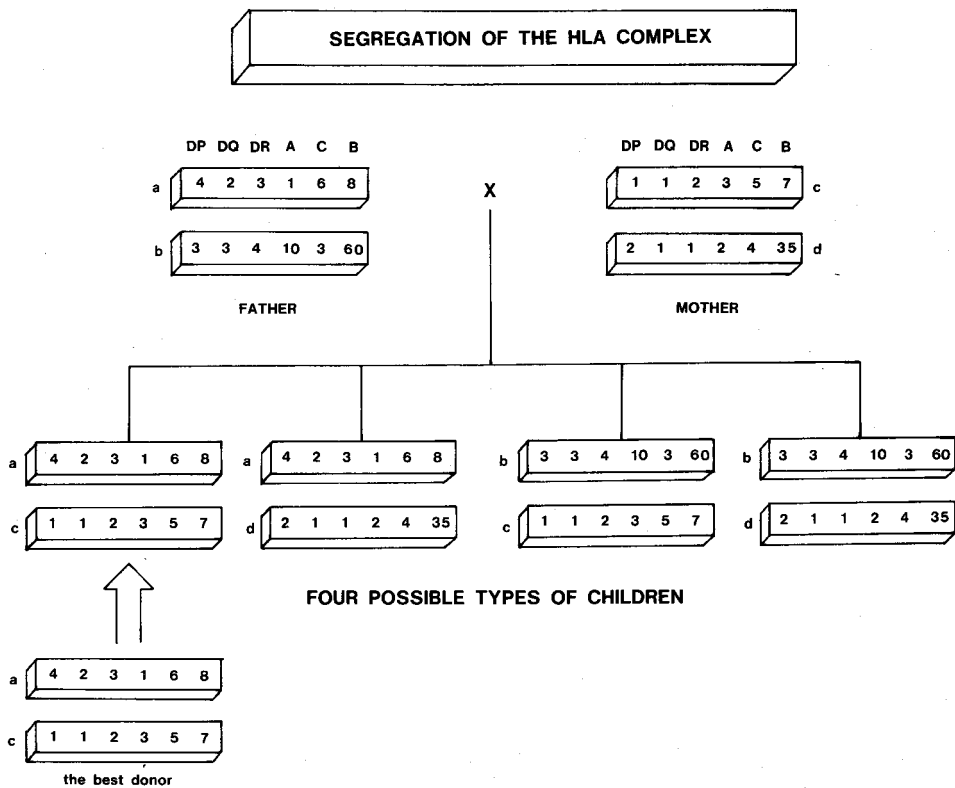 SEGREGATION OF THE HLA COMPLEX
DP DQ DR A C B
a 4 2 3 1 6 8
b 3 3 4 10 3 60
FATHER
X
DP DQ DR A C B
1 1 2 3 5 7 c
2 1 1 2 4 35 d
MOTHER
a 4 2 3 1 6 8
c 1 1 2 3 5 7
a 4 2 3 1 6 8
d 2 1 1 2 4 35
b 3 3 4 10 3 60
c 1 1 2 3 5 7
b 3 3 4 10 3 60
d 2 1 1 2 4 35
FOUR POSSIBLE TYPES OF CHILDREN
a 4 2 3 1 6 8
c 1 1 2 3 5 7
the best donor